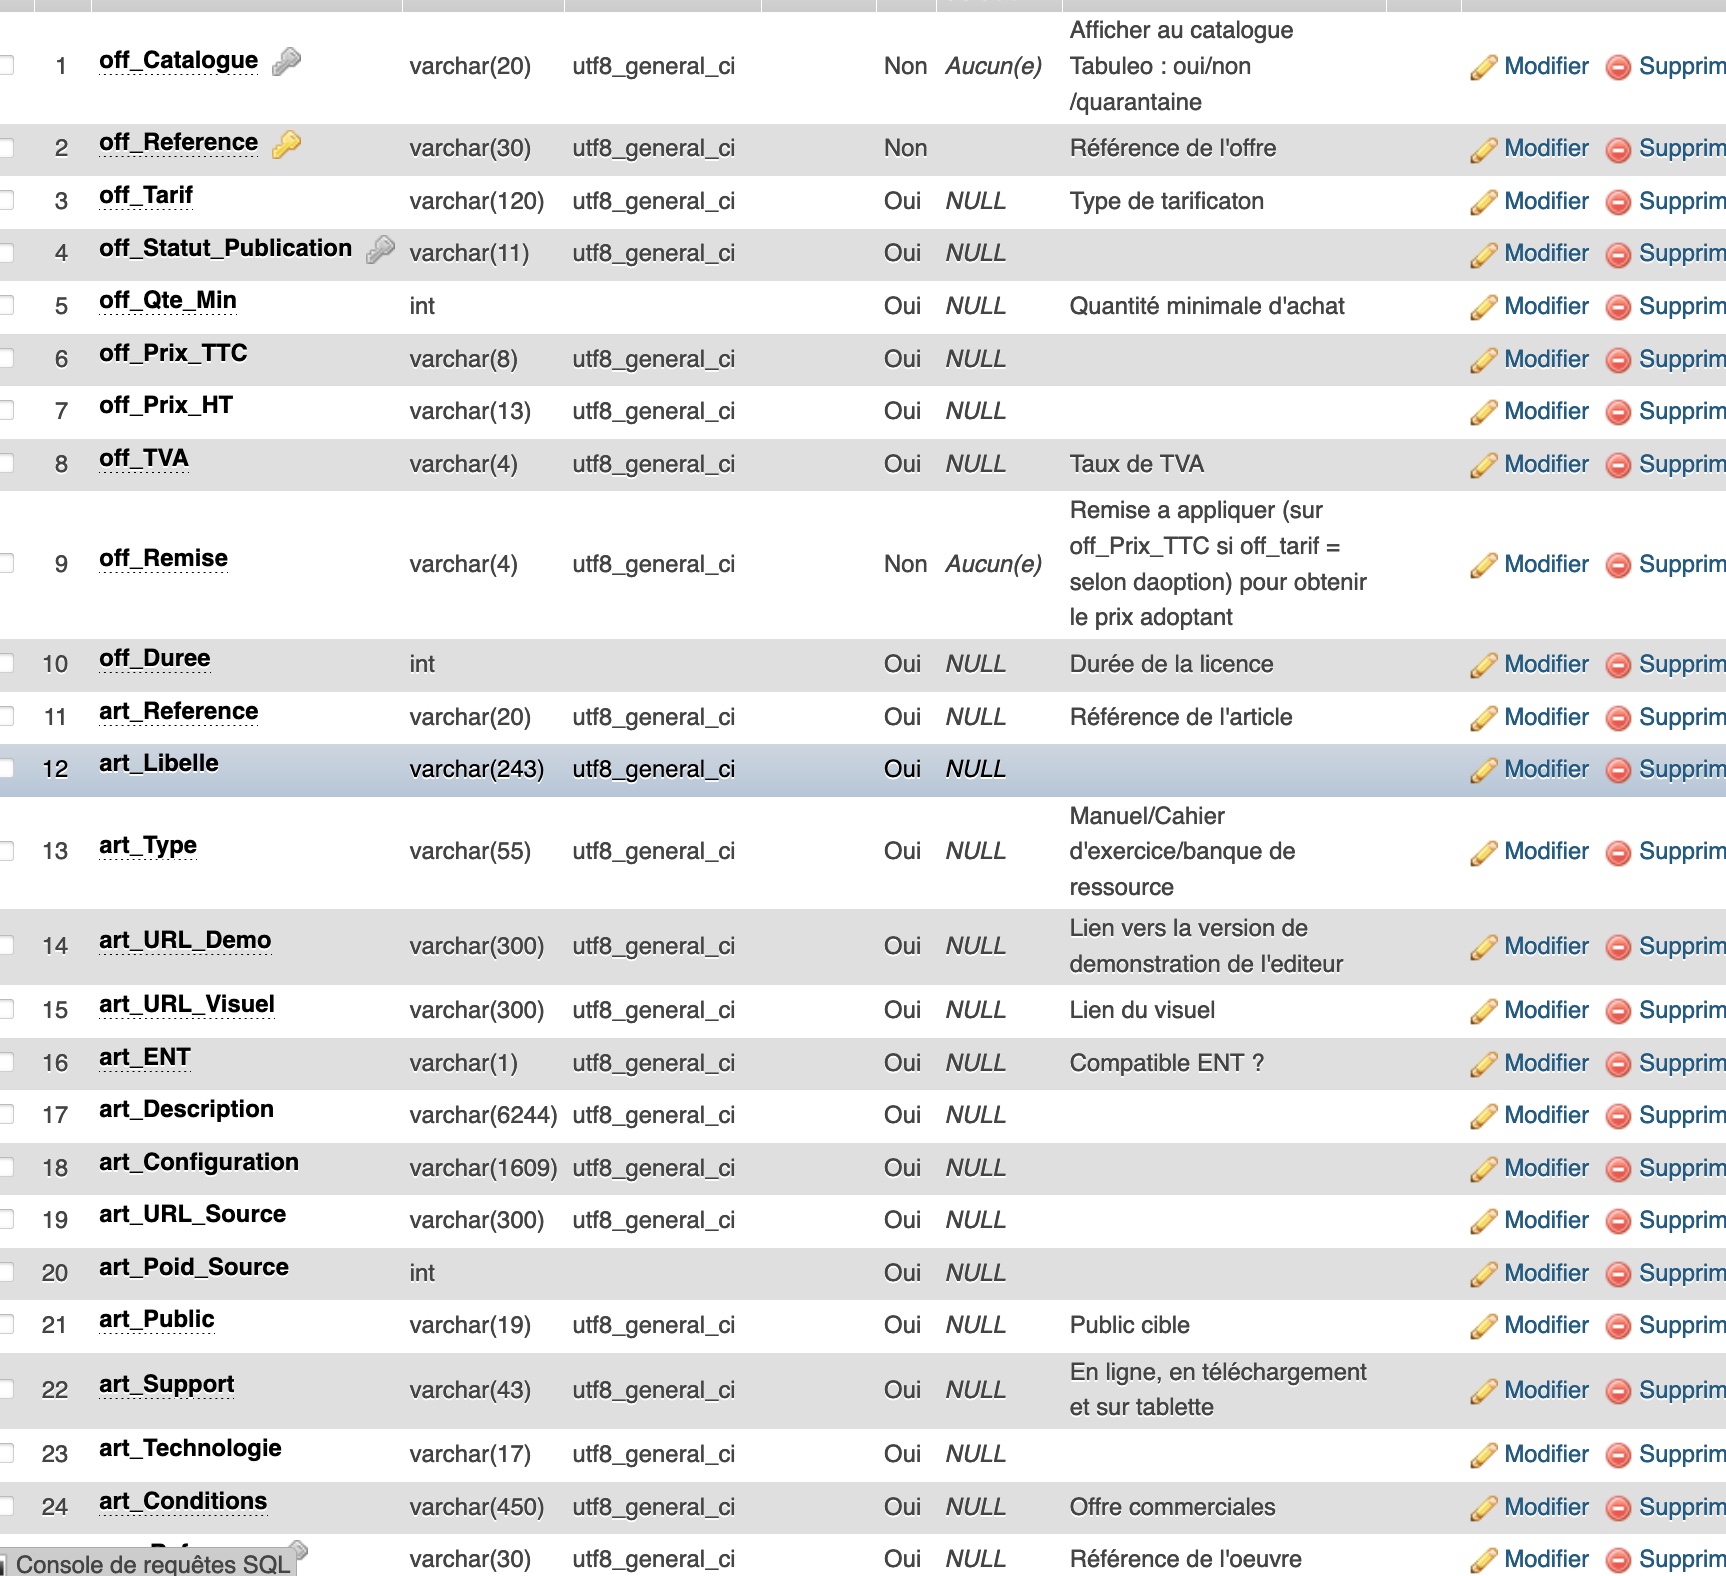 1 off_Catalogue varchar(20) utf8_general_ci Non Aucun(e) Afficher au catalogue Modifier Supprim
Tabuleo : oui/non
/quarantaine
2 off_Reference varchar(30) utf8_general_ci Non Référence de l'offre Modifier Supprim
3 off_Tarif varchar(120) utf8_general_ci Oui NULL Type de tarificaton Modifier Supprim
4 off_Statut_Publication varchar(11) utf8_general_ci Oui NULL Modifier Supprim
5 off_Qte_Min int Oui NULL Quantité minimale d'achat Modifier Supprim
6 off_Prix_TTC varchar(8) utf8_general_ci Oui NULL Modifier Supprim
7 off_Prix_HT varchar(13) utf8_general_ci Oui NULL Modifier Supprim
8 off_TVA varchar(4) utf8_general_ci Oui NULL Taux de TVA Modifier Supprim
9 off_Remise varchar(4) utf8_general_ci Non Aucun(e) Remise a appliquer (sur Modifier Supprim
off_Prix_TTC si off_tarif =
selon daoption) pour obtenir
le prix adoptant
10 off_Duree int Oui NULL Durée de la licence Modifier Supprim
11 art_Reference varchar(20) utf8_general_ci Oui NULL Référence de l'article Modifier Supprim
12 art_Libelle varchar(243) utf8_general_ci Oui NULL Modifier Supprim
13 art_Type varchar(55) utf8_general_ci Oui NULL Manuel/Cahier Modifier Supprim
d'exercice/banque de
ressource
14 art_URL_Demo varchar(300) utf8_general_ci Oui NULL Lien vers la version de Modifier Supprim
demonstration de l'editeur
15 art_URL_Visuel varchar(300) utf8_general_ci Oui NULL Lien du visuel Modifier Supprim
16 art_ENT varchar(1) utf8_general_ci Oui NULL Compatible ENT ? Modifier Supprim
17 art_Description varchar(6244) utf8_general_ci Oui NULL Modifier Supprim
18 art_Configuration varchar(1609) utf8_general_ci Oui NULL Modifier Supprim
19 art_URL_Source varchar(300) utf8_general_ci Oui NULL Modifier Supprim
20 art_Poid_Source int Oui NULL Modifier Supprim
21 art_Public varchar(19) utf8_general_ci Oui NULL Public cible Modifier Supprim
22 art_Support varchar(43) utf8_general_ci Oui NULL En ligne, en téléchargement Modifier Supprim
et sur tablette
23 art_Technologie varchar(17) utf8_general_ci Oui NULL Modifier Supprim
24 art_Conditions varchar(450) utf8_general_ci Oui NULL Offre commerciales Modifier Supprim
varchar(30) utf8_general_ci Oui NULL Référence de l'oeuvre Modifier Supprim
Console de requêtes SQL